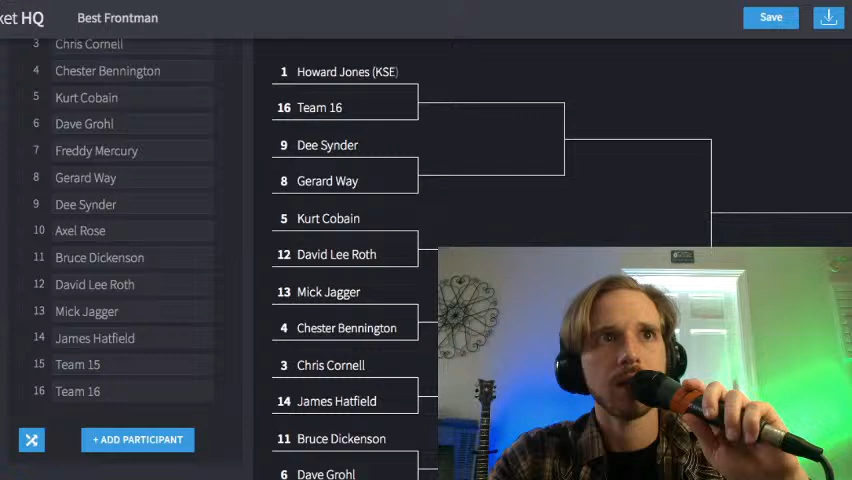 ket HQ
Best Frontman
Save
3 Chris Cornell
4 Chester Bennington
5 Kurt Cobain
6 Dave Grohl
7 Freddy Mercury
8 Gerard Way
9 Dee Synder
10 Axel Rose
11 Bruce Dickenson
12 David Lee Roth
13 Mick Jagger
14 James Hatfield
15 Team 15
16 Team 16
+ ADD PARTICIPANT
1 Howard Jones (KSE)
16 Team 16
9 Dee Synder
8 Gerard Way
5 Kurt Cobain
12 David Lee Roth
13 Mick Jagger
4 Chester Bennington
3 Chris Cornell
14 James Hatfield
11 Bruce Dickenson
6 Dave Grohl